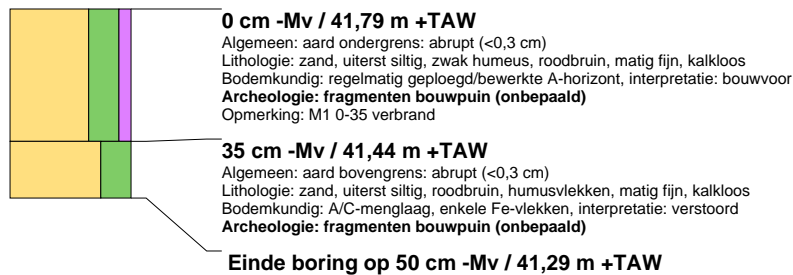 0 cm -Mv / 41,79 m +TAW
Algemeen: aard ondergrens: abrupt (<0,3 cm)
Lithologie: zand, uiterst siltig, zwak humeus, roodbruin, matig fijn, kalkloos
Bodemkundig: regelmatig geploegd/bewerkte A-horizont, interpretatie: bouwvoor
Archeologie: fragmenten bouwpuin (onbepaald)
Opmerking: M1 0-35 verbrand
35 cm -Mv / 41,44 m +TAW
Algemeen: aard bovengrens: abrupt (<0,3 cm)
Lithologie: zand, uiterst siltig, roodbruin, humusvlekken, matig fijn, kalkloos
Bodemkundig: A/C-menglaag, enkele Fe-vlekken, interpretatie: verstoord
Archeologie: fragmenten bouwpuin (onbepaald)
Einde boring op 50 cm -Mv / 41,29 m +TAW